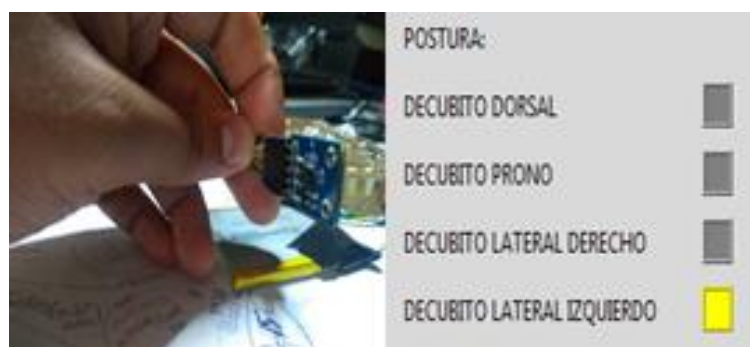 POSTURA:
DECUBITO DORSAL
DECUBITO PRONO
DECUBITO LATERAL DERECHO
DECUBITO LATERAL IZQUIERDO